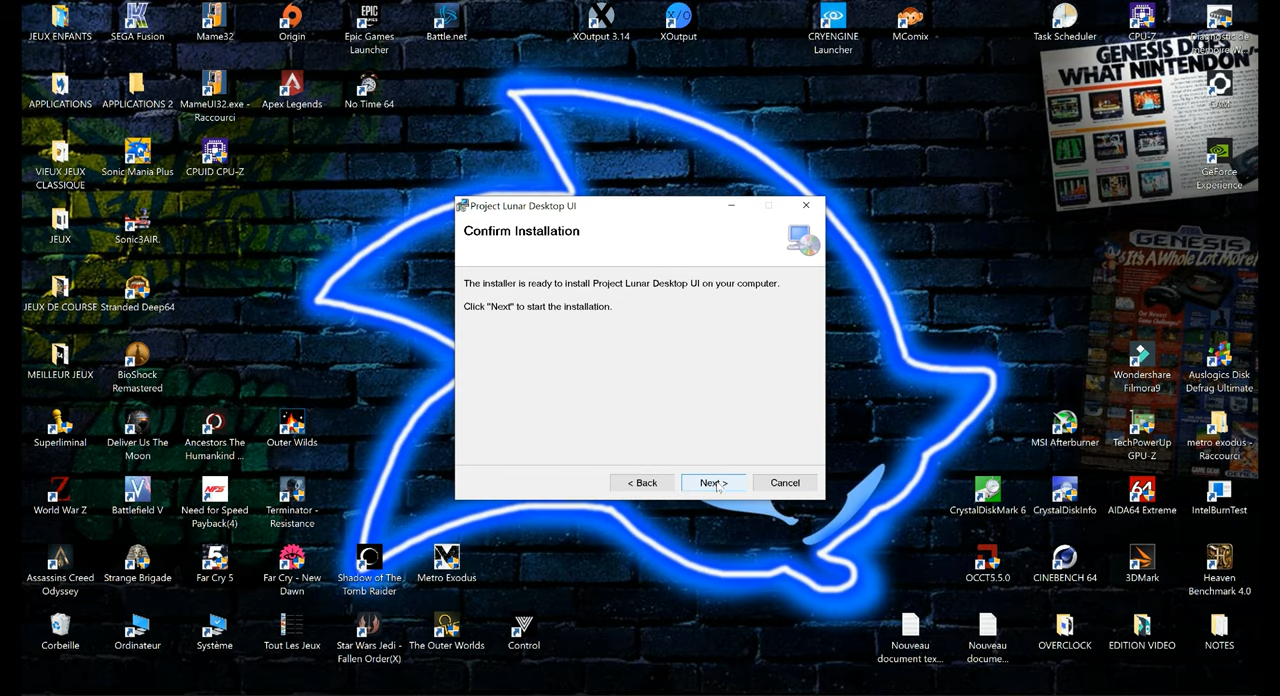 JEUX ENFANTS
SEGA Fusion
Mame32
Origin
Epic Games
Launcher
Battle.net
XOutput 3.14
XOutput
CRYENGINE
Launcher
MComix
Task Scheduler
CPU-Z
Diagnostic de
GENESIS D
WHAT NINTENDON
APPLICATIONS
APPLICATIONS 2
MameUI32.exe -
Raccourci
Apex Legends
No Time 64
CAM
VIEUX JEUX
CLASSIQUE
Sonic Mania Plus
CPUID CPU-Z
GeForce
Experience
JEUX
Sonic3AIR.
Project Lunar Desktop UI
Confirm Installation
The installer is ready to install Project Lunar Desktop UI on your computer.
Click "Next" to start the installation.
< Back
Next >
Cancel
GENESIS
It's A Whole Lot More!
JEUX DE COURSE
Stranded Deep64
MEILLEUR JEUX
BioShock
Remastered
Wondershare
Filmora9
Auslogics Disk
Defrag Ultimate
Superliminal
Deliver Us The
Moon
Ancestors The
Humankind ...
Outer Wilds
MSI Afterburner
TechPowerUp
GPU-Z
metro exodus -
Raccourci
World War Z
Battlefield V
Need for Speed
Payback(4)
Terminator -
Resistance
CrystalDiskMark 6
CrystalDiskInfo
AIDA64 Extreme
IntelBurnTest
Assassins Creed
Odyssey
Strange Brigade
Far Cry 5
Far Cry - New
Dawn
Shadow of The
Tomb Raider
Metro Exodus
OCCT5.5.0
CINEBENCH 64
3DMark
Heaven
Benchmark 4.0
Corbeille
Ordinateur
Système
Tout Les Jeux
Star Wars Jedi -
Fallen Order(X)
The Outer Worlds
Control
Nouveau
document tex...
Nouveau
docume...
OVERCLOCK
EDITION VIDEO
NOTES